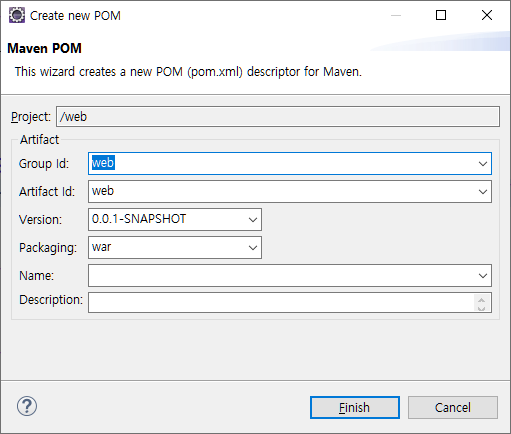 Create new POM
Maven POM
This wizard creates a new POM (pom.xml) descriptor for Maven.
Project: /web
Artifact
Group Id: web
Artifact Id: web
Version: 0.0.1-SNAPSHOT
Packaging: war
Name:
Description:
? Finish Cancel